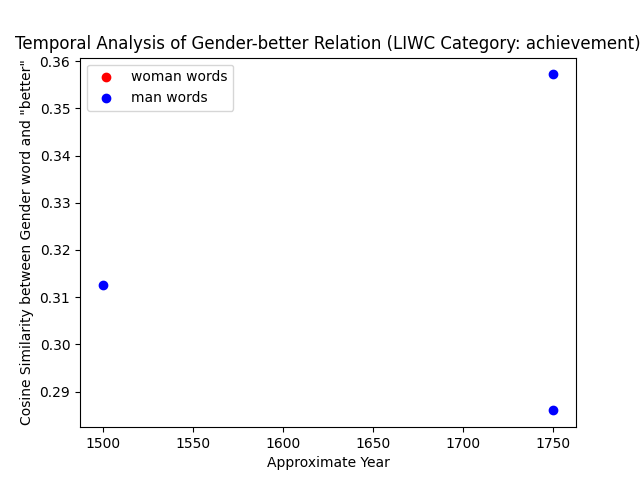 Temporal Analysis of Gender-better Relation (LIWC Category: achievement)
woman words
man words
Cosine Similarity between Gender word and "better"
0.36
0.35
0.34
0.33
0.32
0.31
0.30
0.29
1500
1550
1600
1650
1700
1750
Approximate Year